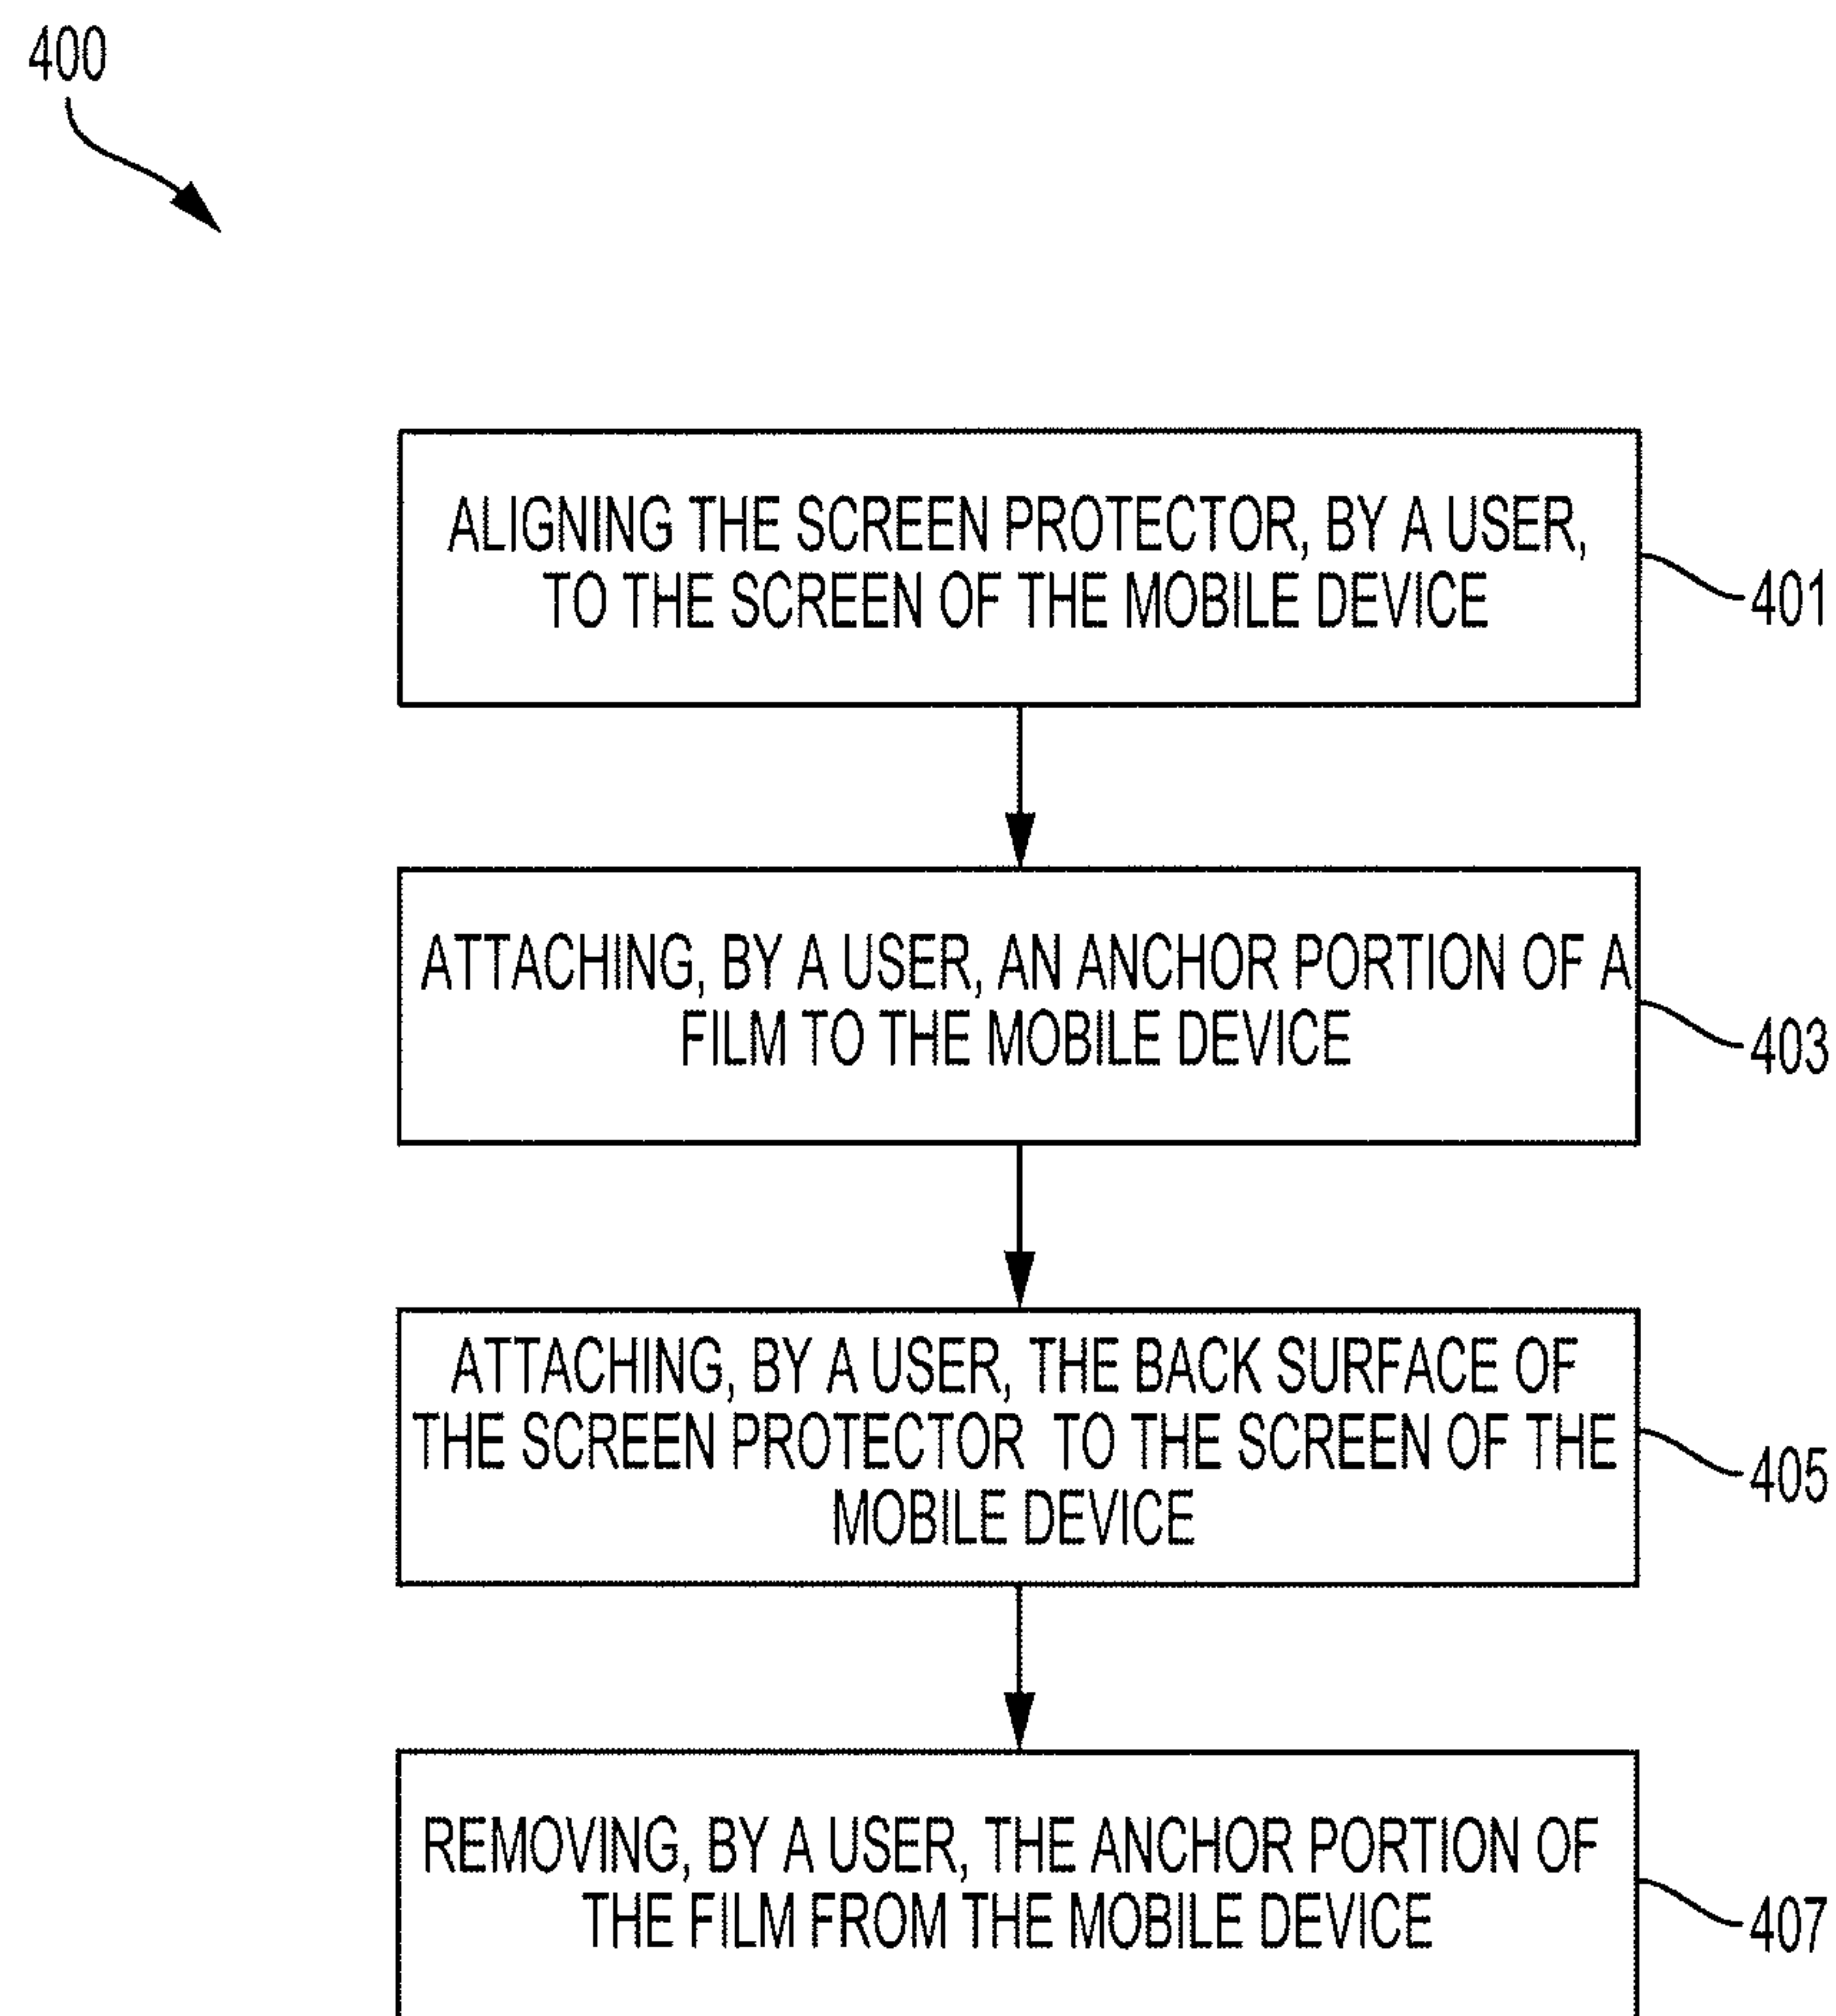 400
ALIGNING THE SCREEN PROTECTOR, BY A USER,
TO THE SCREEN OF THE MOBILE DEVICE
401
ATTACHING, BY A USER, AN ANCHOR PORTION OF A
FILM TO THE MOBILE DEVICE
403
ATTACHING, BY A USER, THE BACK SURFACE OF
THE SCREEN PROTECTOR TO THE SCREEN OF THE
MOBILE DEVICE
405
REMOVING, BY A USER, THE ANCHOR PORTION OF
THE FILM FROM THE MOBILE DEVICE
407